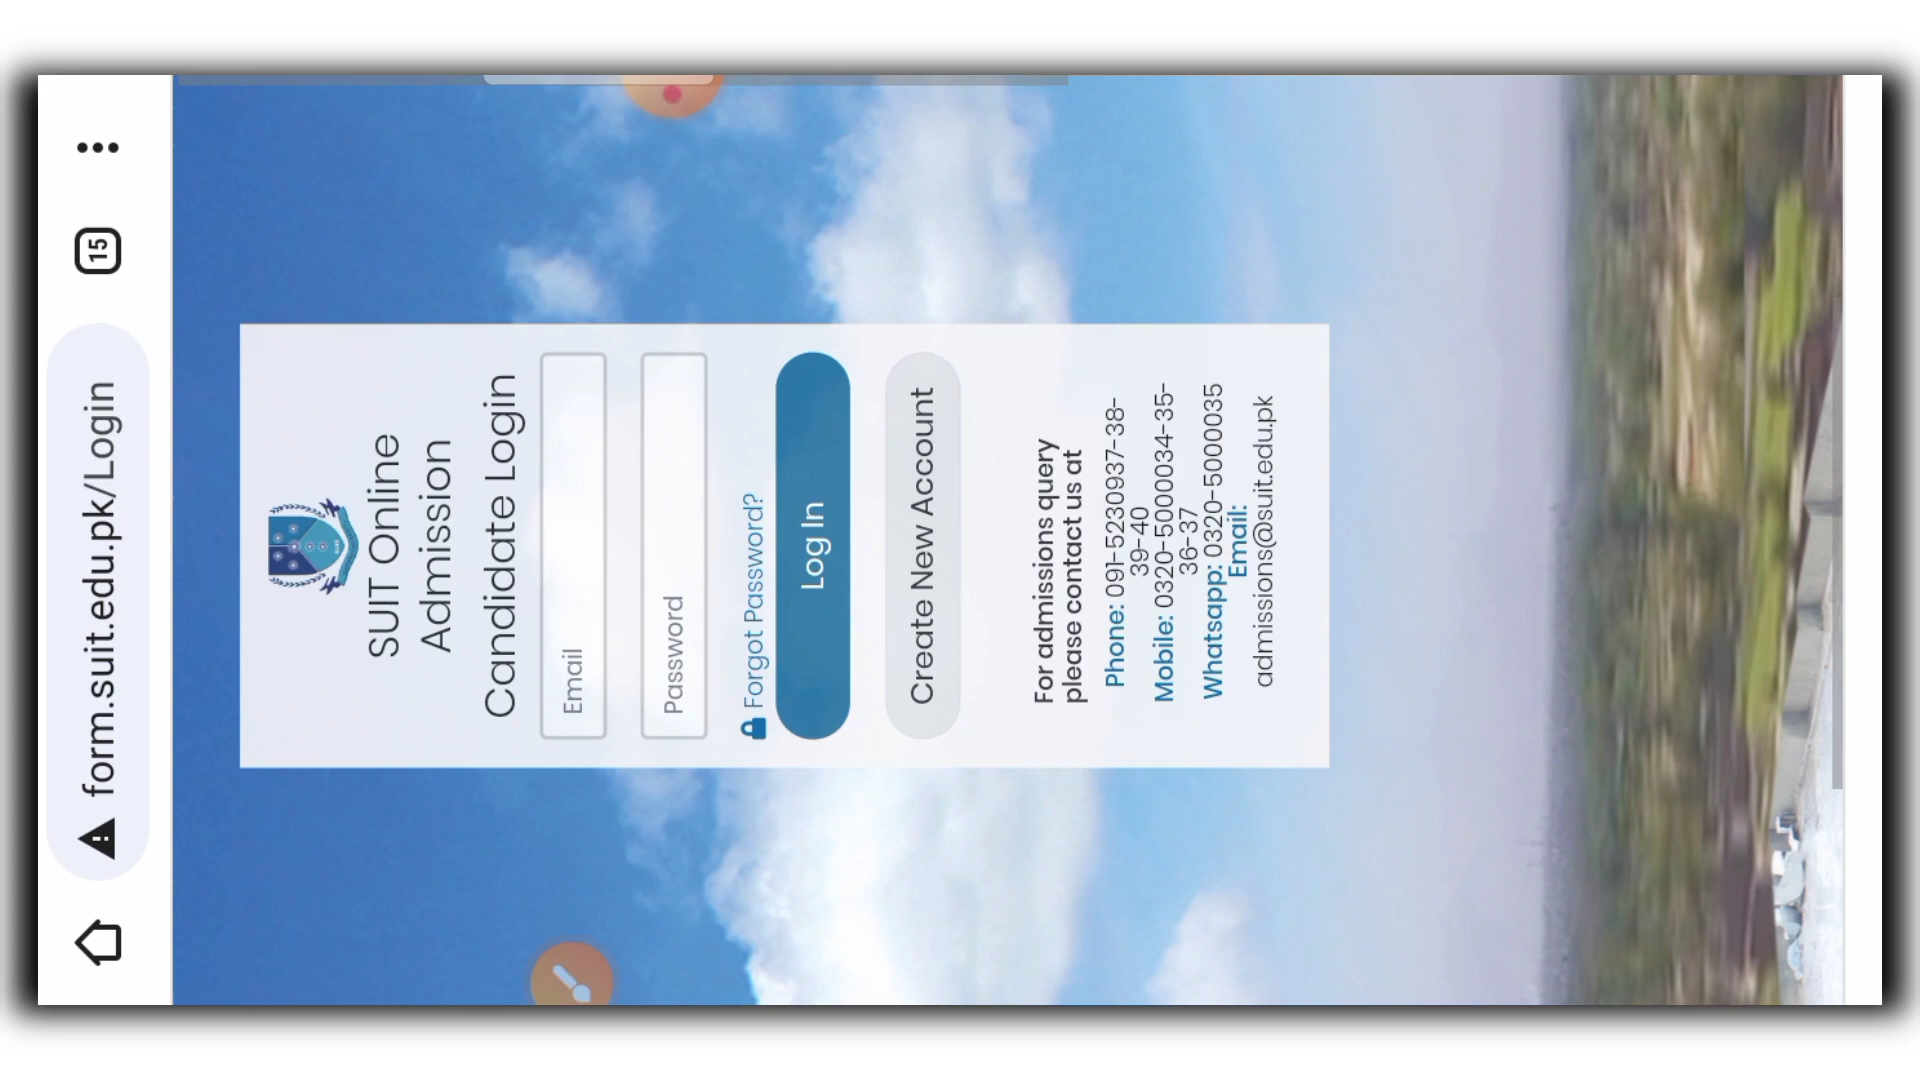 15
form.suit.edu.pk/Login
SUIT Online
Admission
Candidate Login
Email
Password
Forgot Password?
Log In
Create New Account
For admissions query
please contact us at
Phone: 091-5230937-38-
39-40
Mobile: 0320-5000034-35-
36-37
Whatsapp: 0320-5000035
Email:
admissions@suit.edu.pk